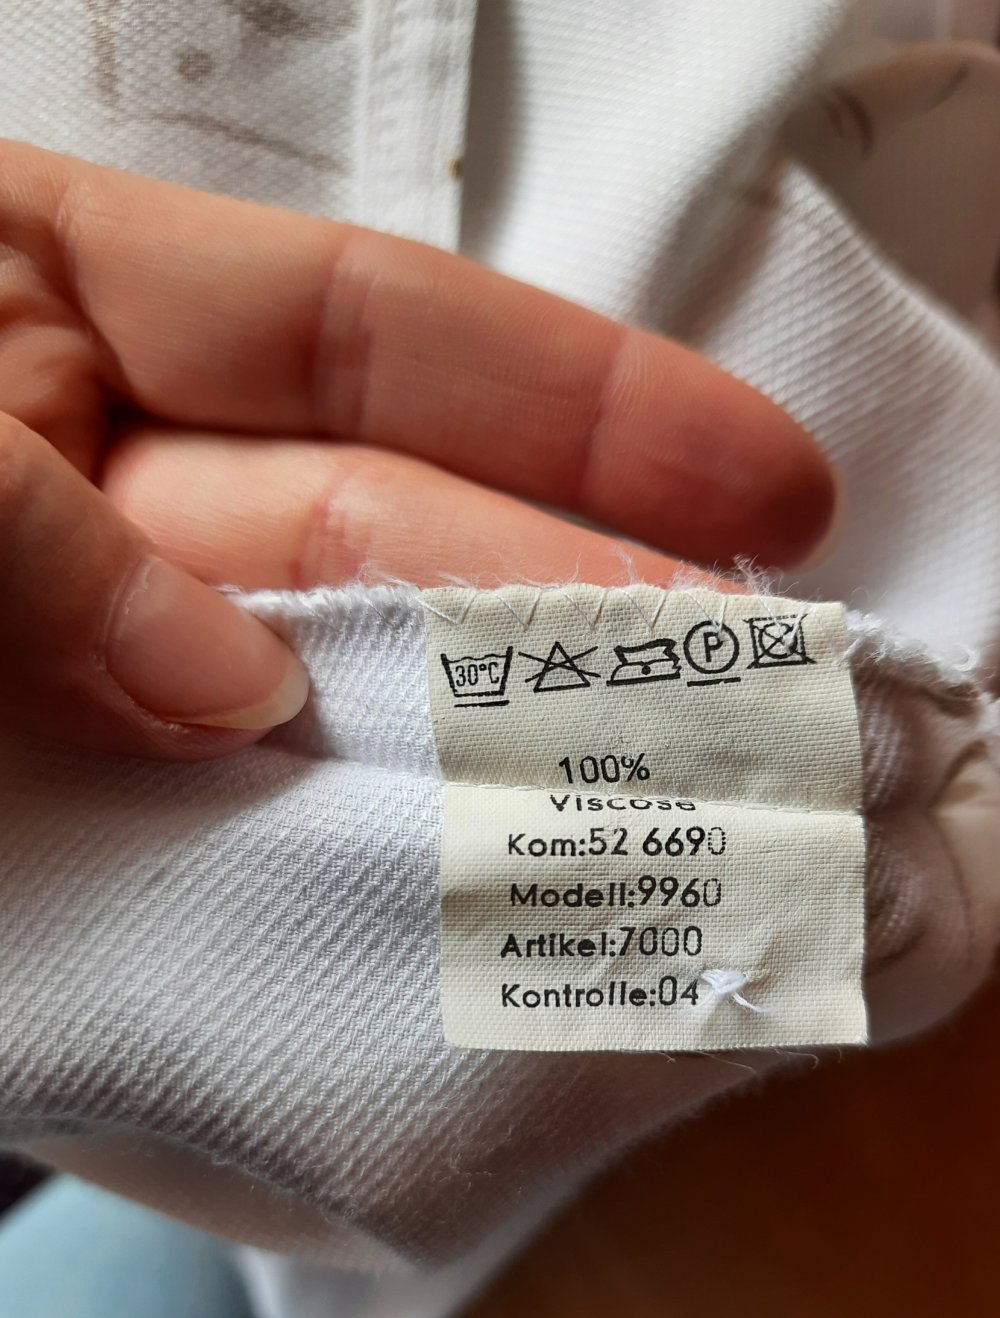 30°C P
100%
Viscose
Kom:52 6690
Modell:9960
Artikel:7000
Kontrolle:04